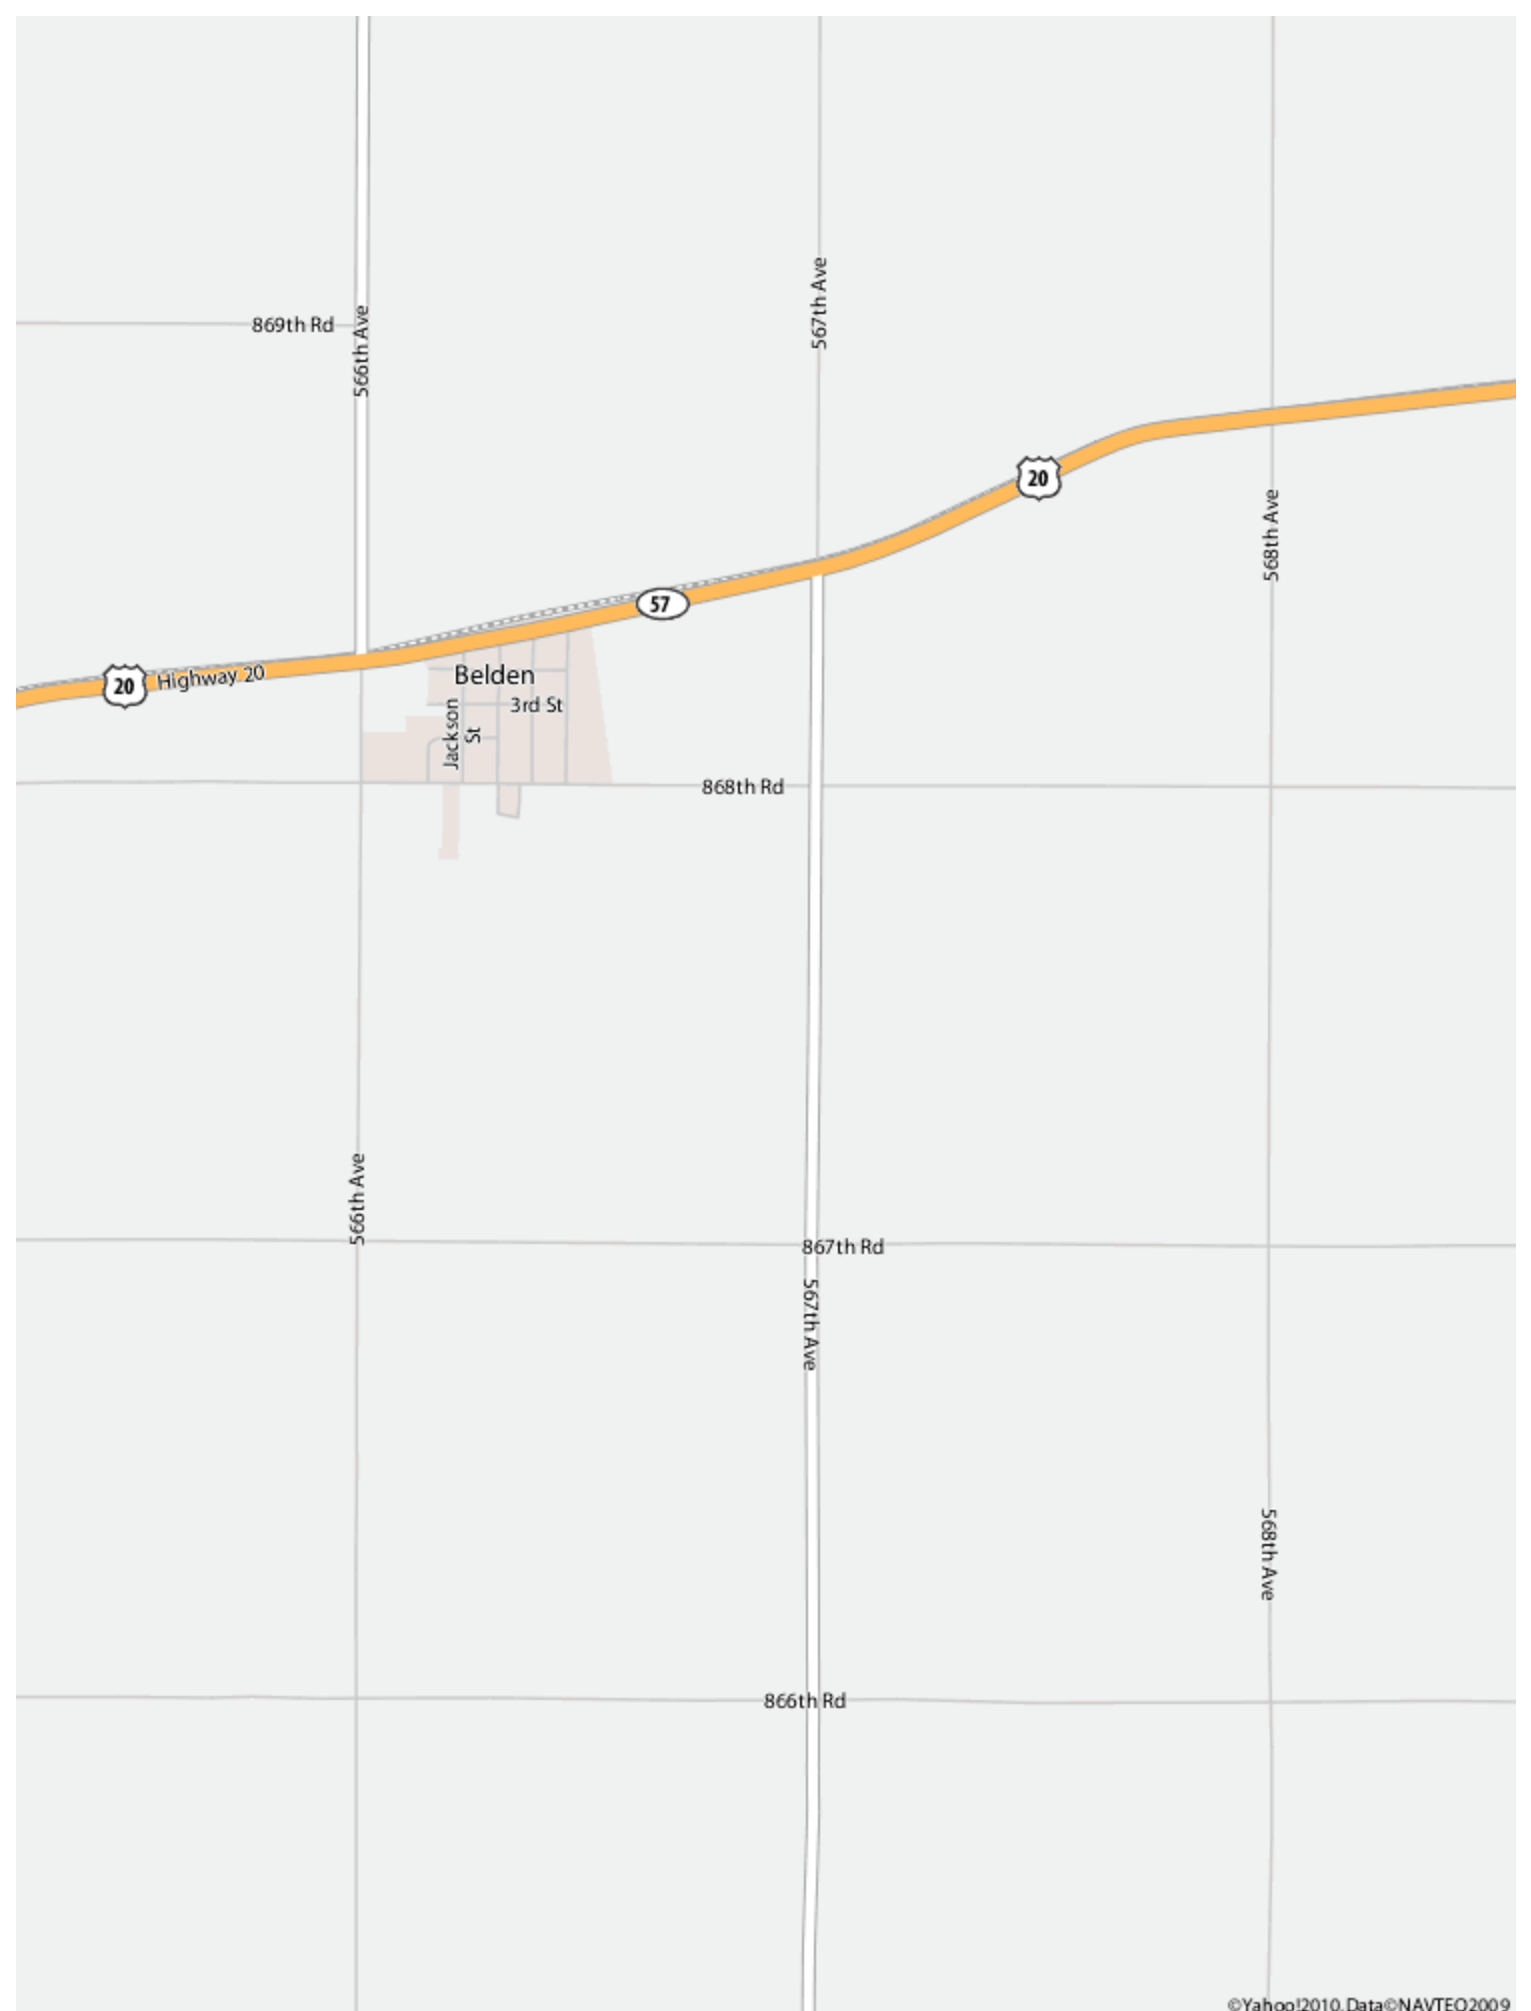 567th Ave
869th Rd
566th Ave
20
568th Ave
57
20
Highway 20
Belden
3rd St
Jackson
St
868th Rd
566th Ave
867th Rd
567th Ave
568th Ave
866th Rd
©Yahoo!2010, Data©NAVTEQ2009